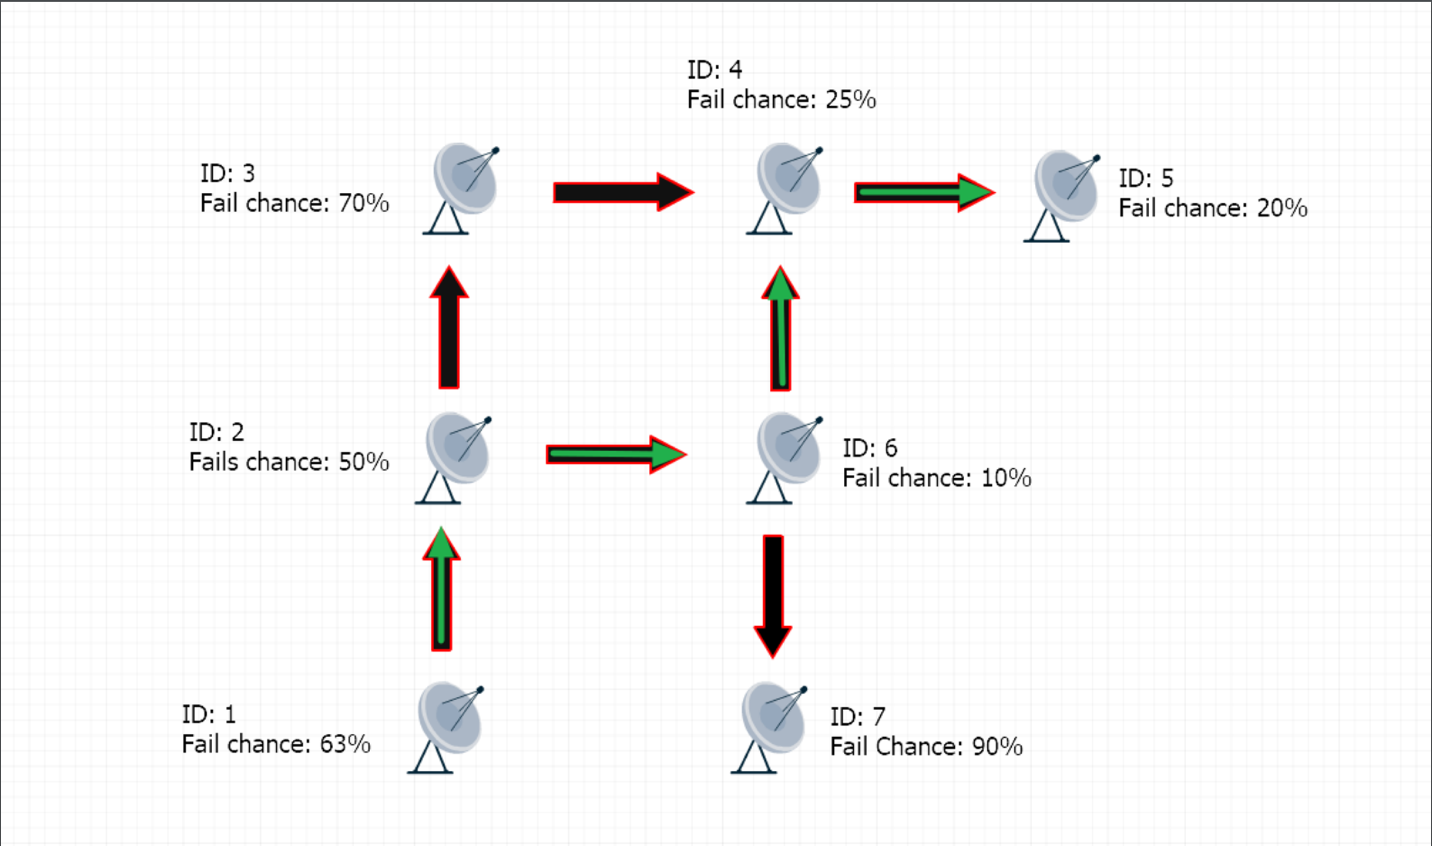 ID: 4
Fail chance: 25%
ID: 3
Fail chance: 70%
ID: 5
Fail chance: 20%
ID: 2
Fails chance: 50%
ID: 6
Fail chance: 10%
ID: 1
Fail chance: 63%
ID: 7
Fail Chance: 90%